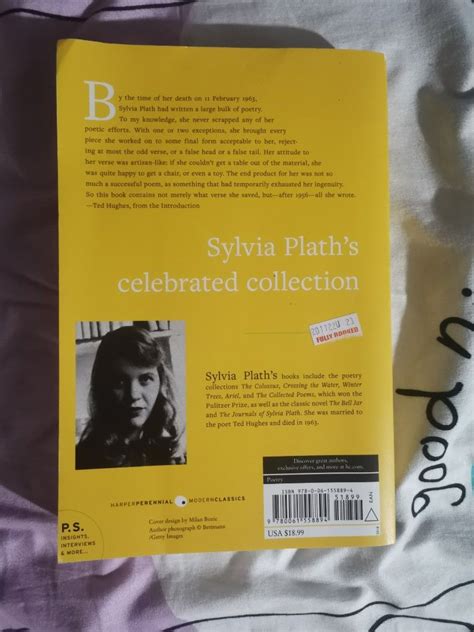 By the time of her death on 11 February 1963,
Sylvia Plath had written a large bulk of poetry.
To my knowledge, she never scrapped any of her
poetic efforts. With one or two exceptions, she brought every
piece she worked on to some final form acceptable to her, reject-
ing at most the odd verse, or a false head or a false tail. Her attitude to
her verse was artisan-like: if she couldn't get a table out of the material, she
was quite happy to get a chair, or even a toy. The end product for her was not so
much a successful poem, as something that had temporarily exhausted her ingenuity.
So this book contains not merely what verse she saved, but—after 1956—all she wrote.
—Ted Hughes, from the Introduction
Sylvia Plath's
celebrated collection
FULLY BOOKED
Sylvia Plath's books include the poetry
collections The Colossus, Crossing the Water, Winter
Trees, Ariel, and The Collected Poems, which won the
Pulitzer Prize, as well as the classic novel The Bell Jar
and The Journals of Sylvia Plath. She was married to
the poet Ted Hughes and died in 1963.
Discover great authors,
exclusive offers, and more at hc.com.
Poetry
ISBN 978-0-06-155889-4
51899
9 780061 558894
EAN
USA $18.99
HARPERPERENNIAL MODERNCLASSICS
Cover design by Milan Bozic
Author photograph © Bettmann
/Getty Images
P.S.
INSIGHTS,
INTERVIEWS
& MORE...
good n.